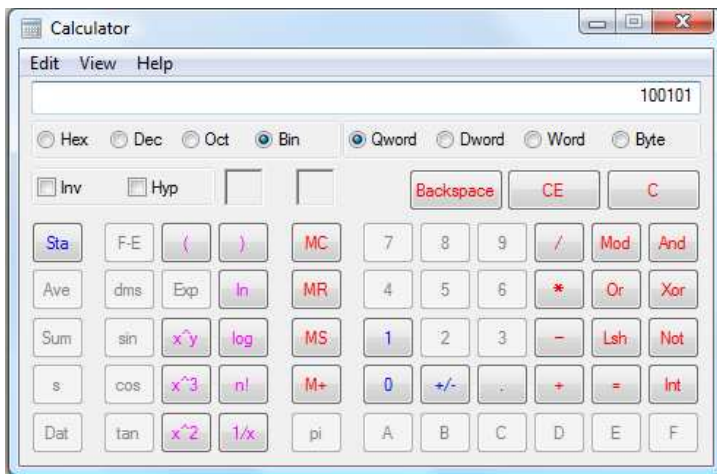 Calculator
Edit View Help
100101
Hex Dec Oct Bin Qword Dword Word Byte
Inv Hyp Backspace CE C
Sta F-E ( ) MC 7 8 9 / Mod And
Ave dms Exp ln MR 4 5 6 * Or Xor
Sum sin x^y log MS 1 2 3 - Lsh Not
s cos x^3 n! M+ 0 +/- . + = Int
Dat tan x^2 1/x pi A B C D E F